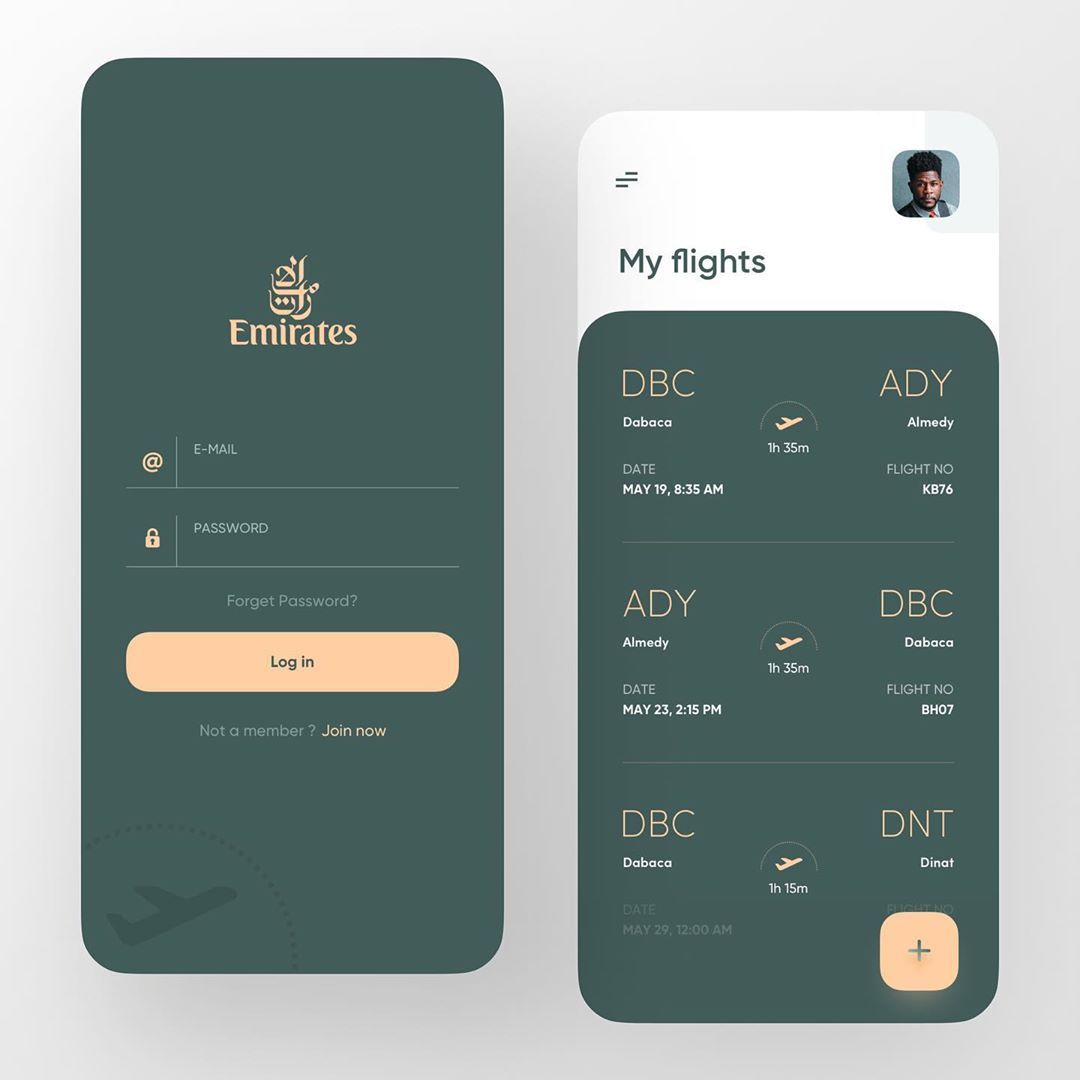 الإمارات
Emirates
@
E-MAIL
PASSWORD
Forget Password?
Log in
Not a member ? Join now
My flights
DBC ADY
Dabaca Almedy
1h 35m
DATE FLIGHT NO
MAY 19, 8:35 AM KB76
ADY DBC
Almedy Dabaca
1h 35m
DATE FLIGHT NO
MAY 23, 2:15 PM BH07
DBC DNT
Dabaca Dinat
1h 15m
DATE FLIGHT NO
MAY 29, 12:00 AM
+